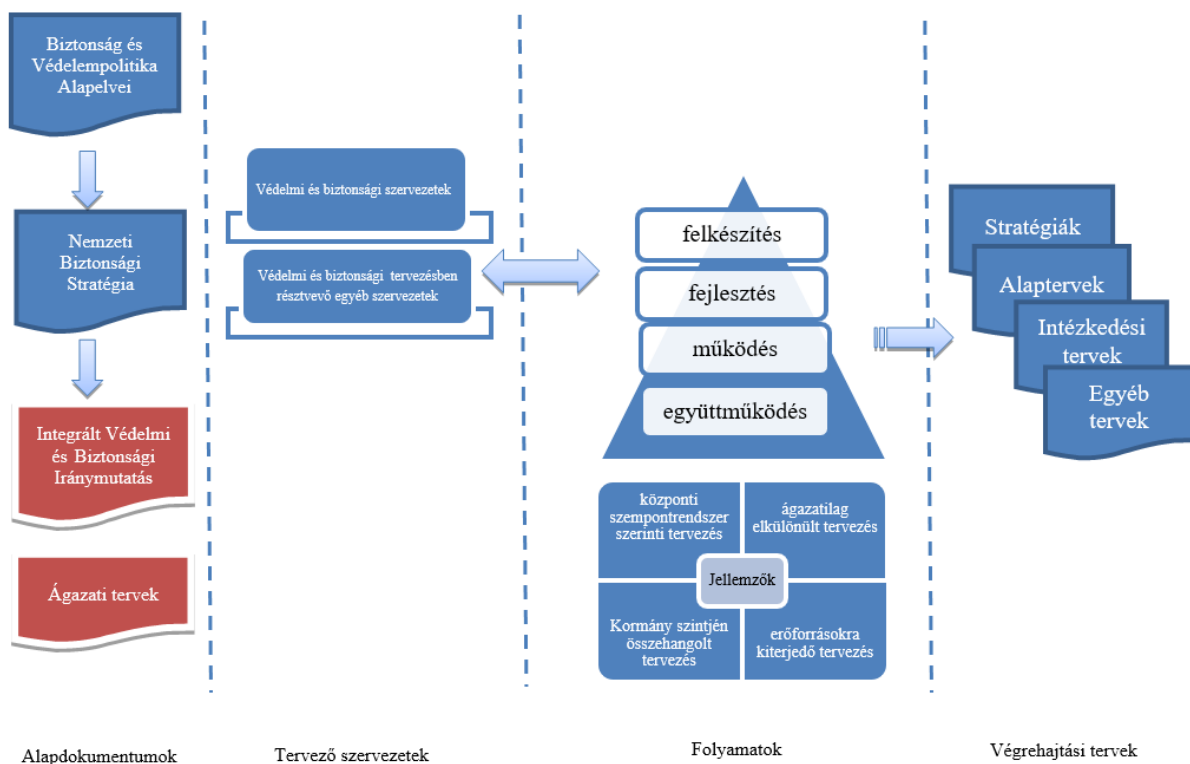 Biztonság és
Védelempolitika
Alapelvei
Nemzeti
Biztonsági
Stratégia
Integrált Védelmi
és Biztonsági
Iránymutatás
Ágazati tervek
Védelmi és biztonsági szervezetek
Védelmi és biztonsági tervezésben
résztvevő egyéb szervezetek
felkészítés
fejlesztés
működés
együttműködés
központi
szempontrendszer
szerinti tervezés
ágazatilag
elkülönült tervezés
Jellemzők
Kormány szintjén
összehangolt
tervezés
erőforrásokra
kiterjedő tervezés
Stratégiák
Alaptervek
Intézkedési
tervek
Egyéb
tervek
Alapdokumentumok
Tervező szervezetek
Folyamatok
Végrehajtási tervek